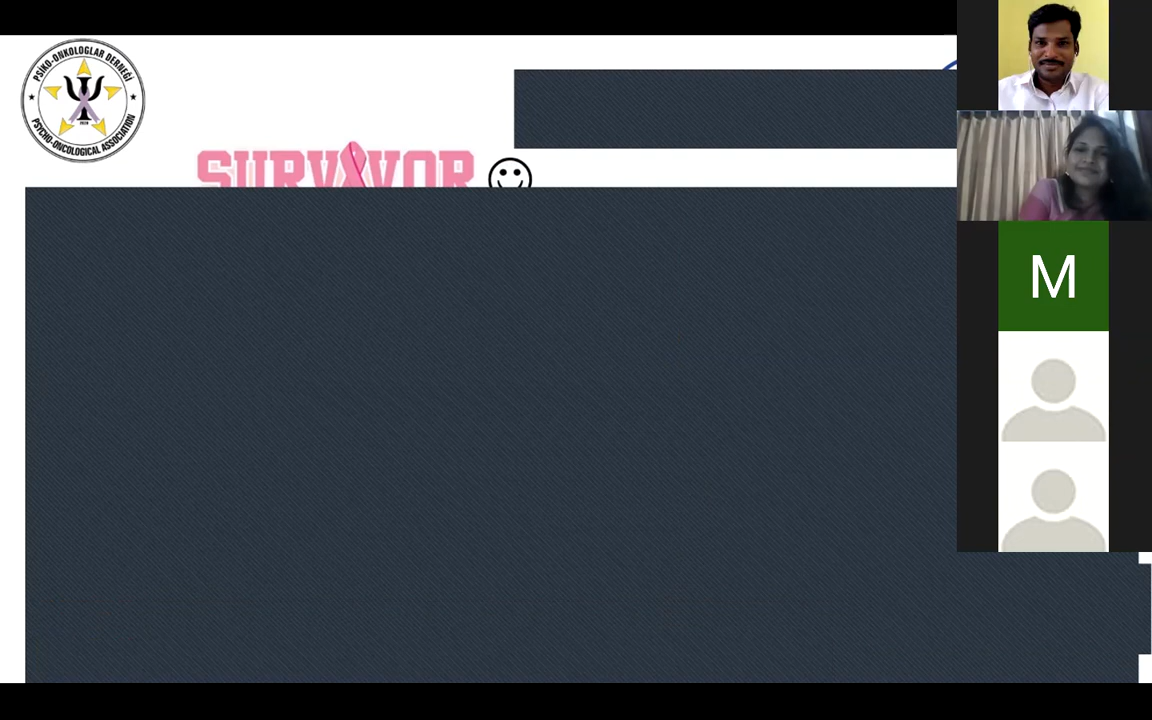 PSİKO-ONKOLOGLAR DERNEĞİ
PSYCHO-ONCOLOGICAL ASSOCIATION
SURVIVOR
M